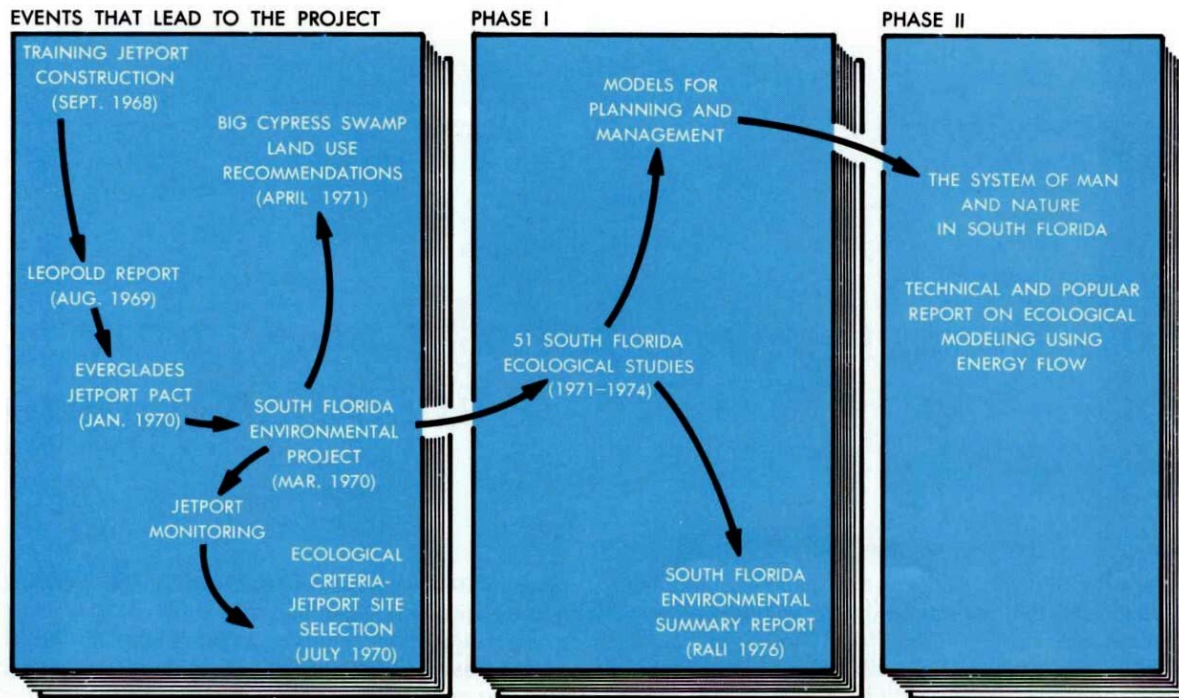 EVENTS THAT LEAD TO THE PROJECT
TRAINING JETPORT
CONSTRUCTION
(SEPT. 1968)
BIG CYPRESS SWAMP
LAND USE
RECOMMENDATIONS
(APRIL 1971)
LEOPOLD REPORT
(AUG. 1969)
EVERGLADES
JETPORT PACT
(JAN. 1970)
SOUTH FLORIDA
ENVIRONMENTAL
PROJECT
(MAR. 1970)
JETPORT
MONITORING
ECOLOGICAL
CRITERIA-
JETPORT SITE
SELECTION
(JULY 1970)
PHASE I
MODELS FOR
PLANNING AND
MANAGEMENT
51 SOUTH FLORIDA
ECOLOGICAL STUDIES
(1971–1974)
SOUTH FLORIDA
ENVIRONMENTAL
SUMMARY REPORT
(RALI 1976)
PHASE II
THE SYSTEM OF MAN
AND NATURE
IN SOUTH FLORIDA
TECHNICAL AND POPULAR
REPORT ON ECOLOGICAL
MODELING USING
ENERGY FLOW